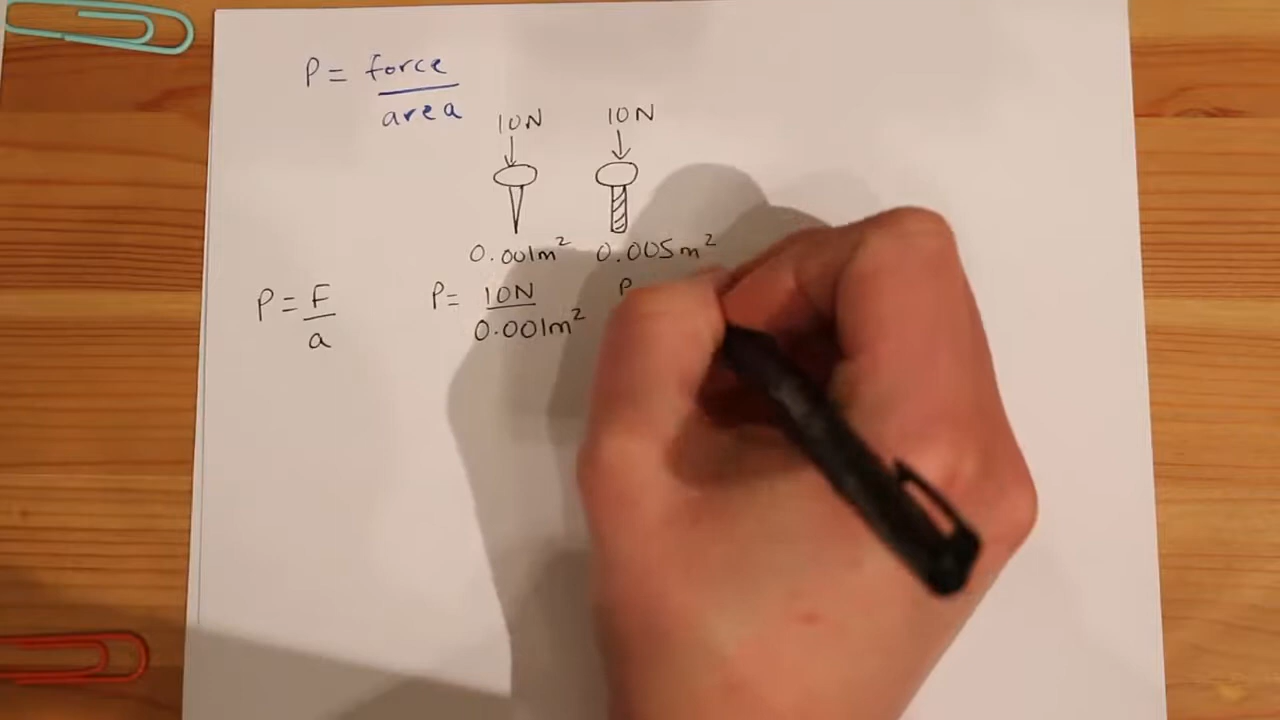 P = force
area
10N 10N
0.001m² 0.005m²
P = F
a
P = 10N
0.001m²
P